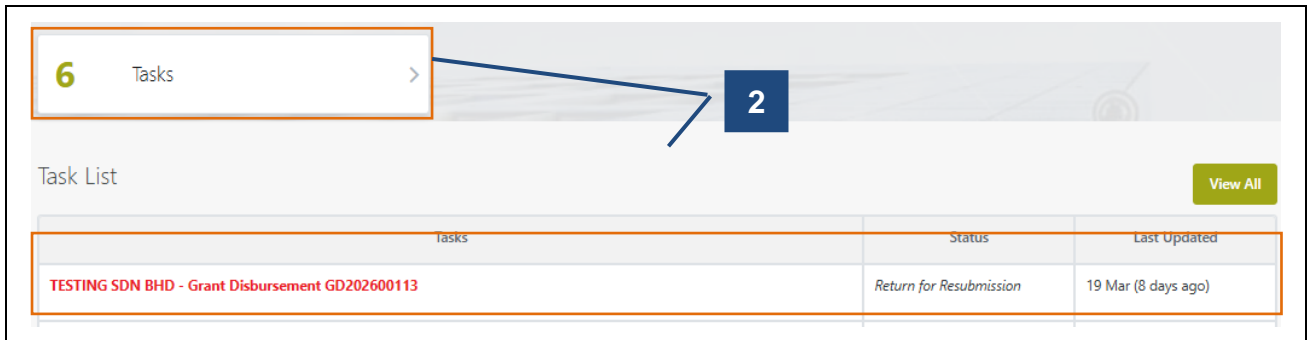 6 Tasks
2
Task List
View All
Tasks Status Last Updated
TESTING SDN BHD - Grant Disbursement GD202600113 Return for Resubmission 19 Mar (8 days ago)